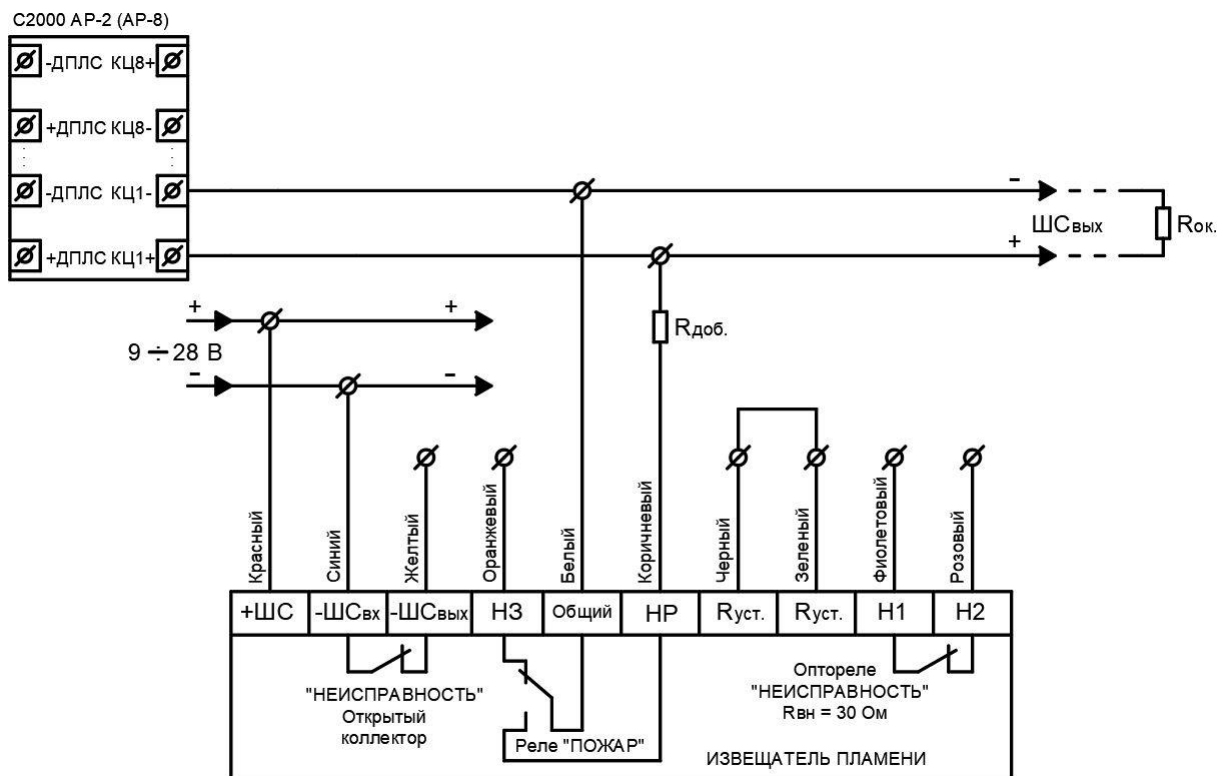 С2000 АР-2 (АР-8)
-ДПЛС КЦ8+
+ДПЛС КЦ8-
-ДПЛС КЦ1-
+ДПЛС КЦ1+
-
ШСвых
+
Rок.
+ +
9 ÷ 28 В
- -
Rдоб.
Красный
Синий
Желтый
Оранжевый
Белый
Коричневый
Черный
Зеленый
Фиолетовый
Розовый
+ШС -ШСвх -ШСвых НЗ Общий НР Rуст. Rуст. Н1 Н2
"НЕИСПРАВНОСТЬ"
Открытый
коллектор
Реле "ПОЖАР"
Оптореле
"НЕИСПРАВНОСТЬ"
Rвн = 30 Ом
ИЗВЕЩАТЕЛЬ ПЛАМЕНИ